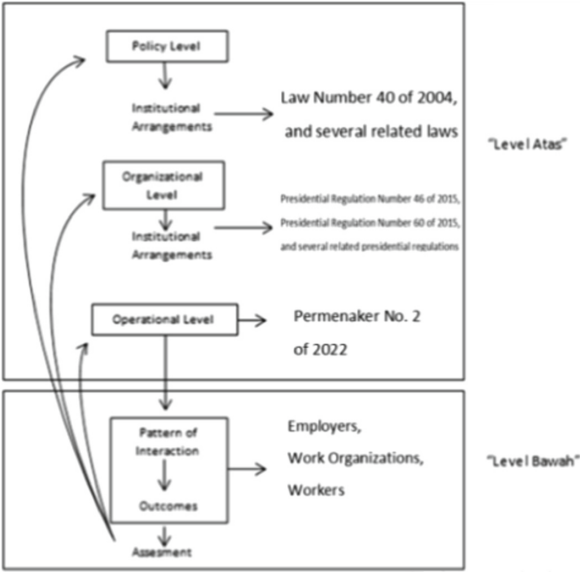 Policy Level
Institutional
Arrangements
Law Number 40 of 2004,
and several related laws
"Level Atas"
Organizational
Level
Institutional
Arrangements
Presidential Regulation Number 46 of 2015,
Presidential Regulation Number 60 of 2015,
and several related presidential regulations
Operational Level
Permenaker No. 2
of 2022
Pattern of
Interaction
Outcomes
Assesment
Employers,
Work Organizations,
Workers
"Level Bawah"